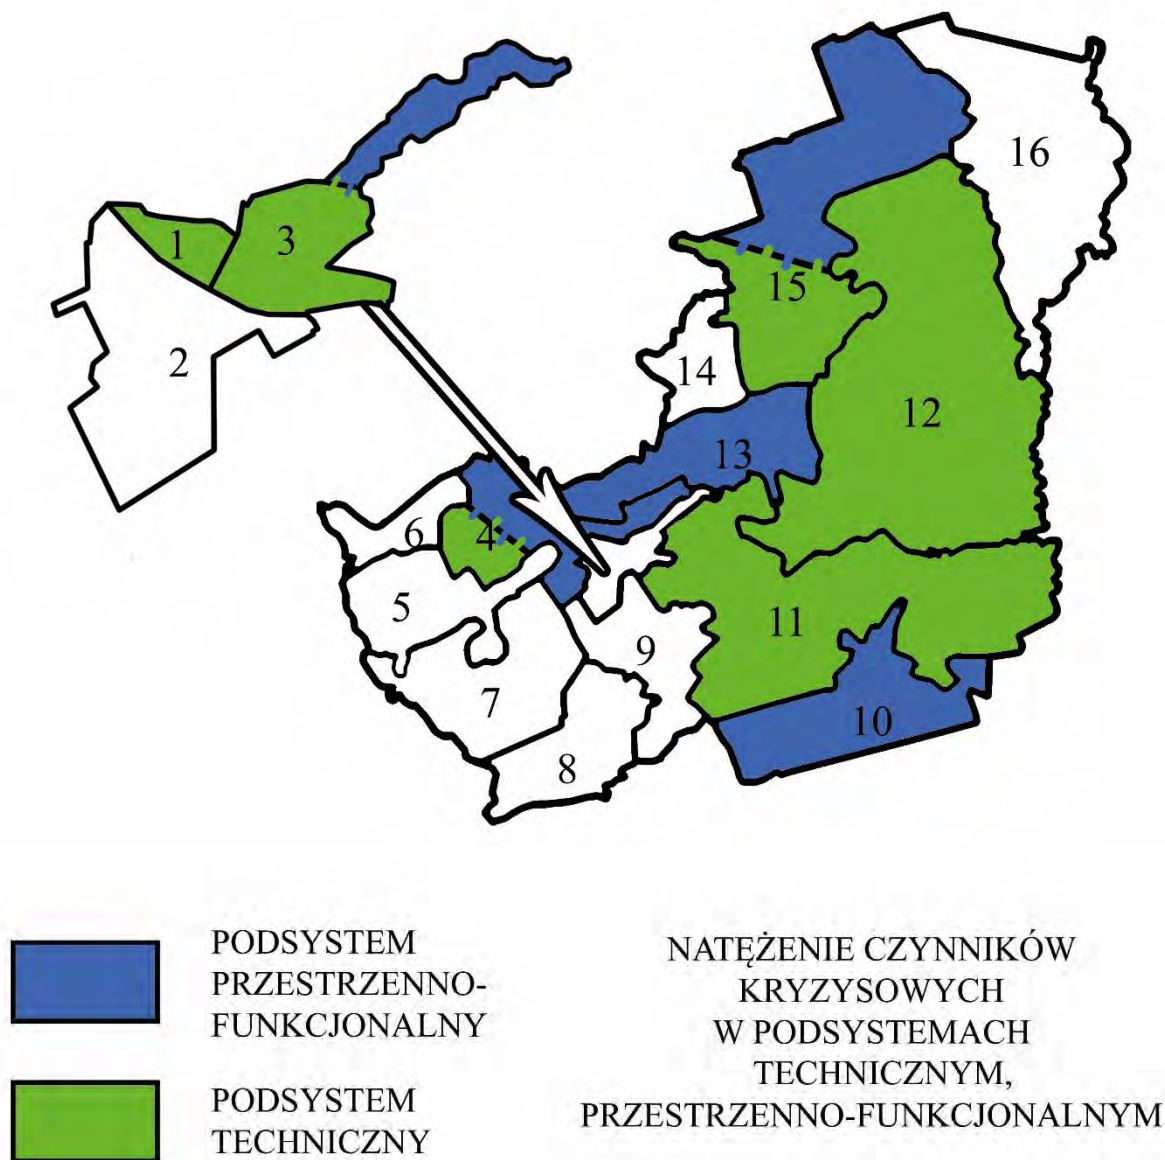 16
1
3
2
15
14
12
13
6
4
5
11
9
7
10
8
PODSYSTEM
PRZESTRZENNO-
FUNKCJONALNY
PODSYSTEM
TECHNICZNY
NATĘŻENIE CZYNNIKÓW
KRYZYSOWYCH
W PODSYSTEMACH
TECHNICZNYM,
PRZESTRZENNO-FUNKCJONALNYM